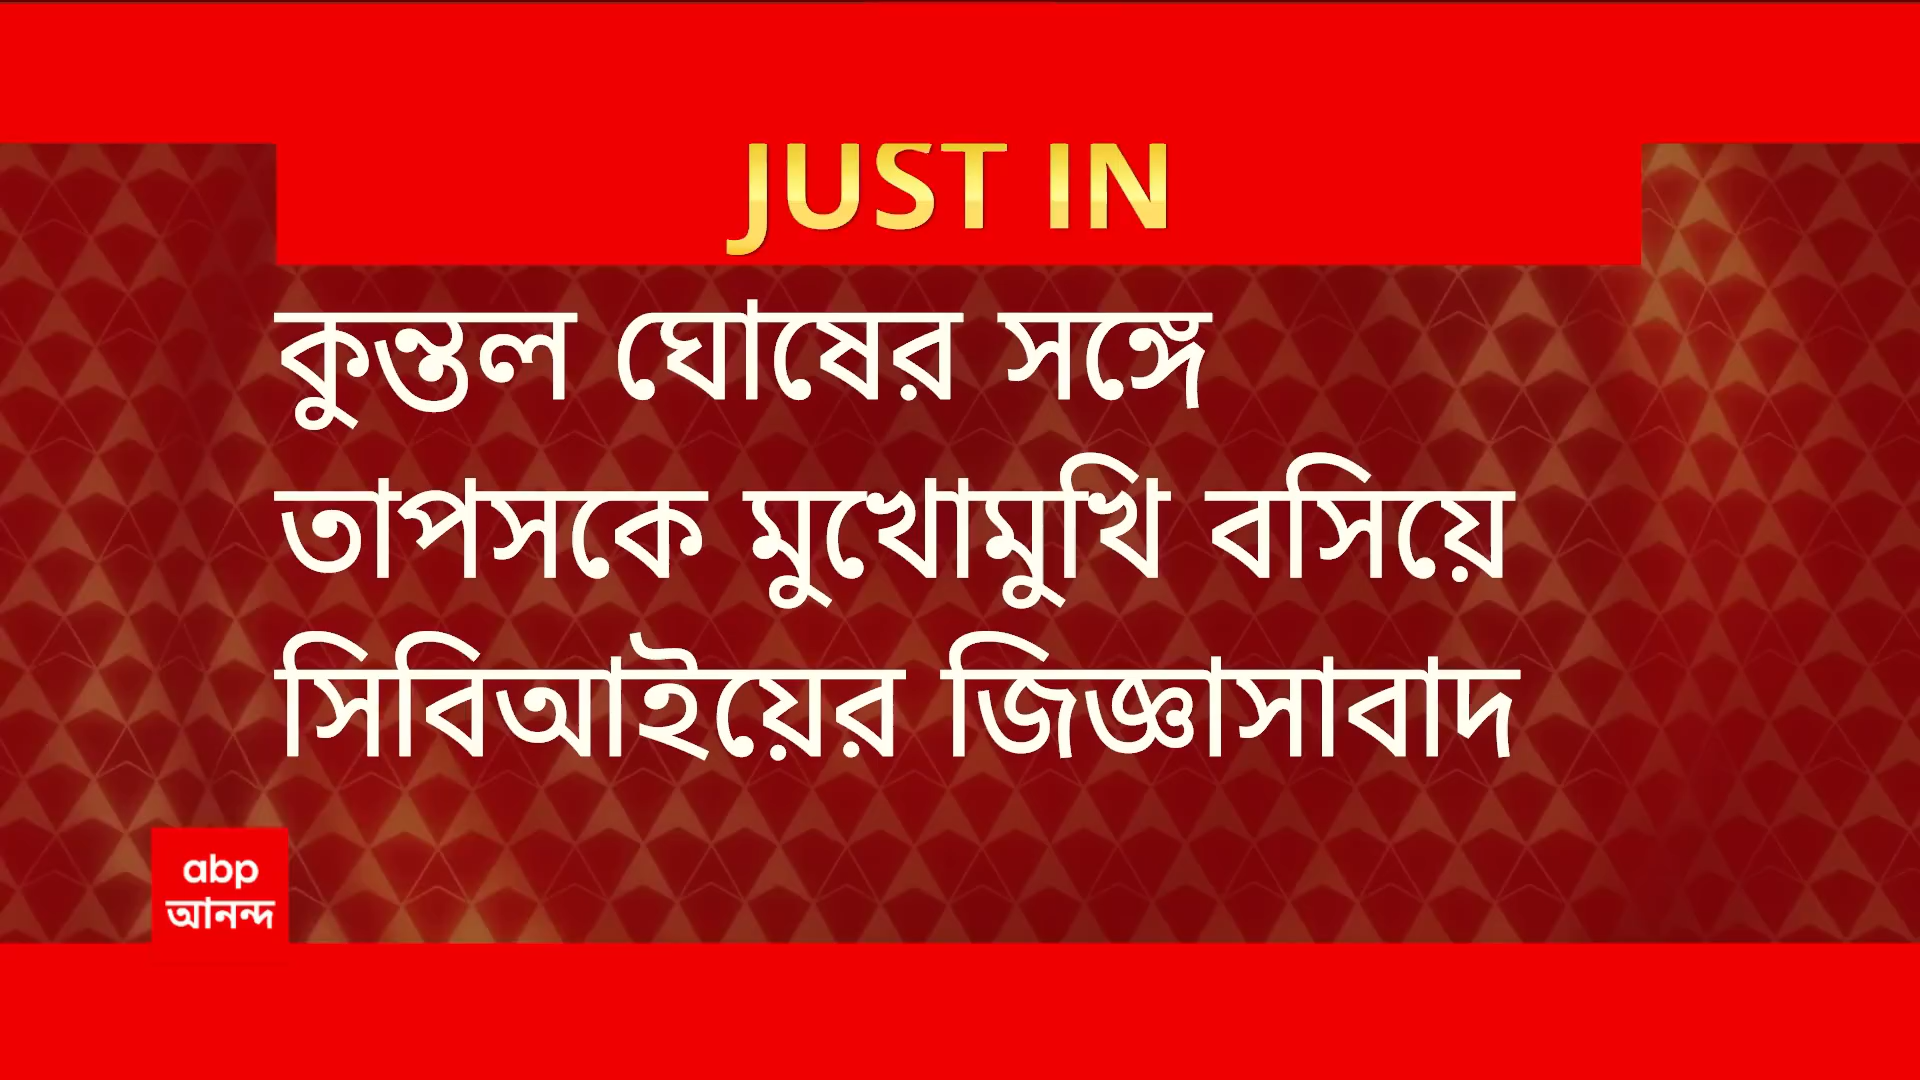 JUST IN
কুন্তল ঘোষের সঙ্গে
তাপসকে মুখোমুখি বসিয়ে
সিবিআইয়ের জিজ্ঞাসাবাদ
abp
আনন্দ